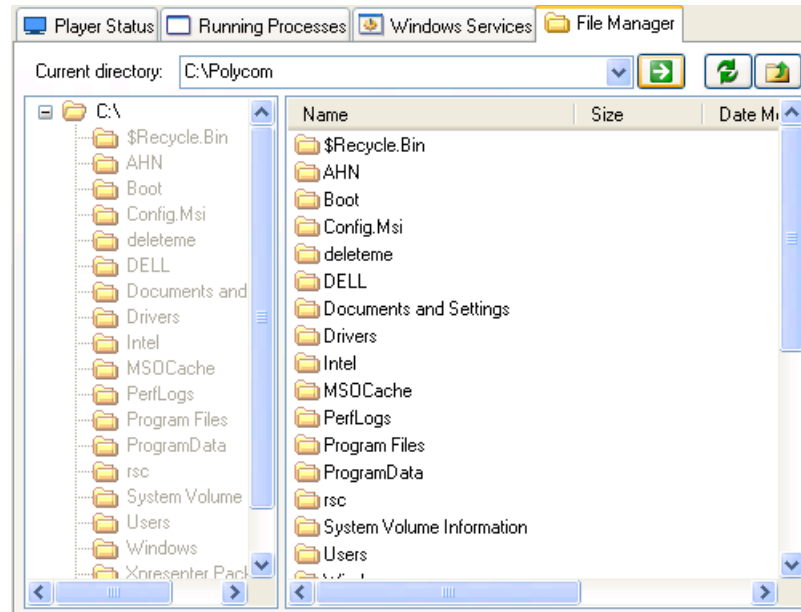 Player Status Running Processes Windows Services File Manager
Current directory: C:\Polycom
C:\
$Recycle.Bin
AHN
Boot
Config.Msi
deleteme
DELL
Documents and
Drivers
Intel
MSOCache
PerfLogs
Program Files
ProgramData
rsc
System Volume
Users
Windows
Xpresenter Pack
Name Size Date Mo
$Recycle.Bin
AHN
Boot
Config.Msi
deleteme
DELL
Documents and Settings
Drivers
Intel
MSOCache
PerfLogs
Program Files
ProgramData
rsc
System Volume Information
Users